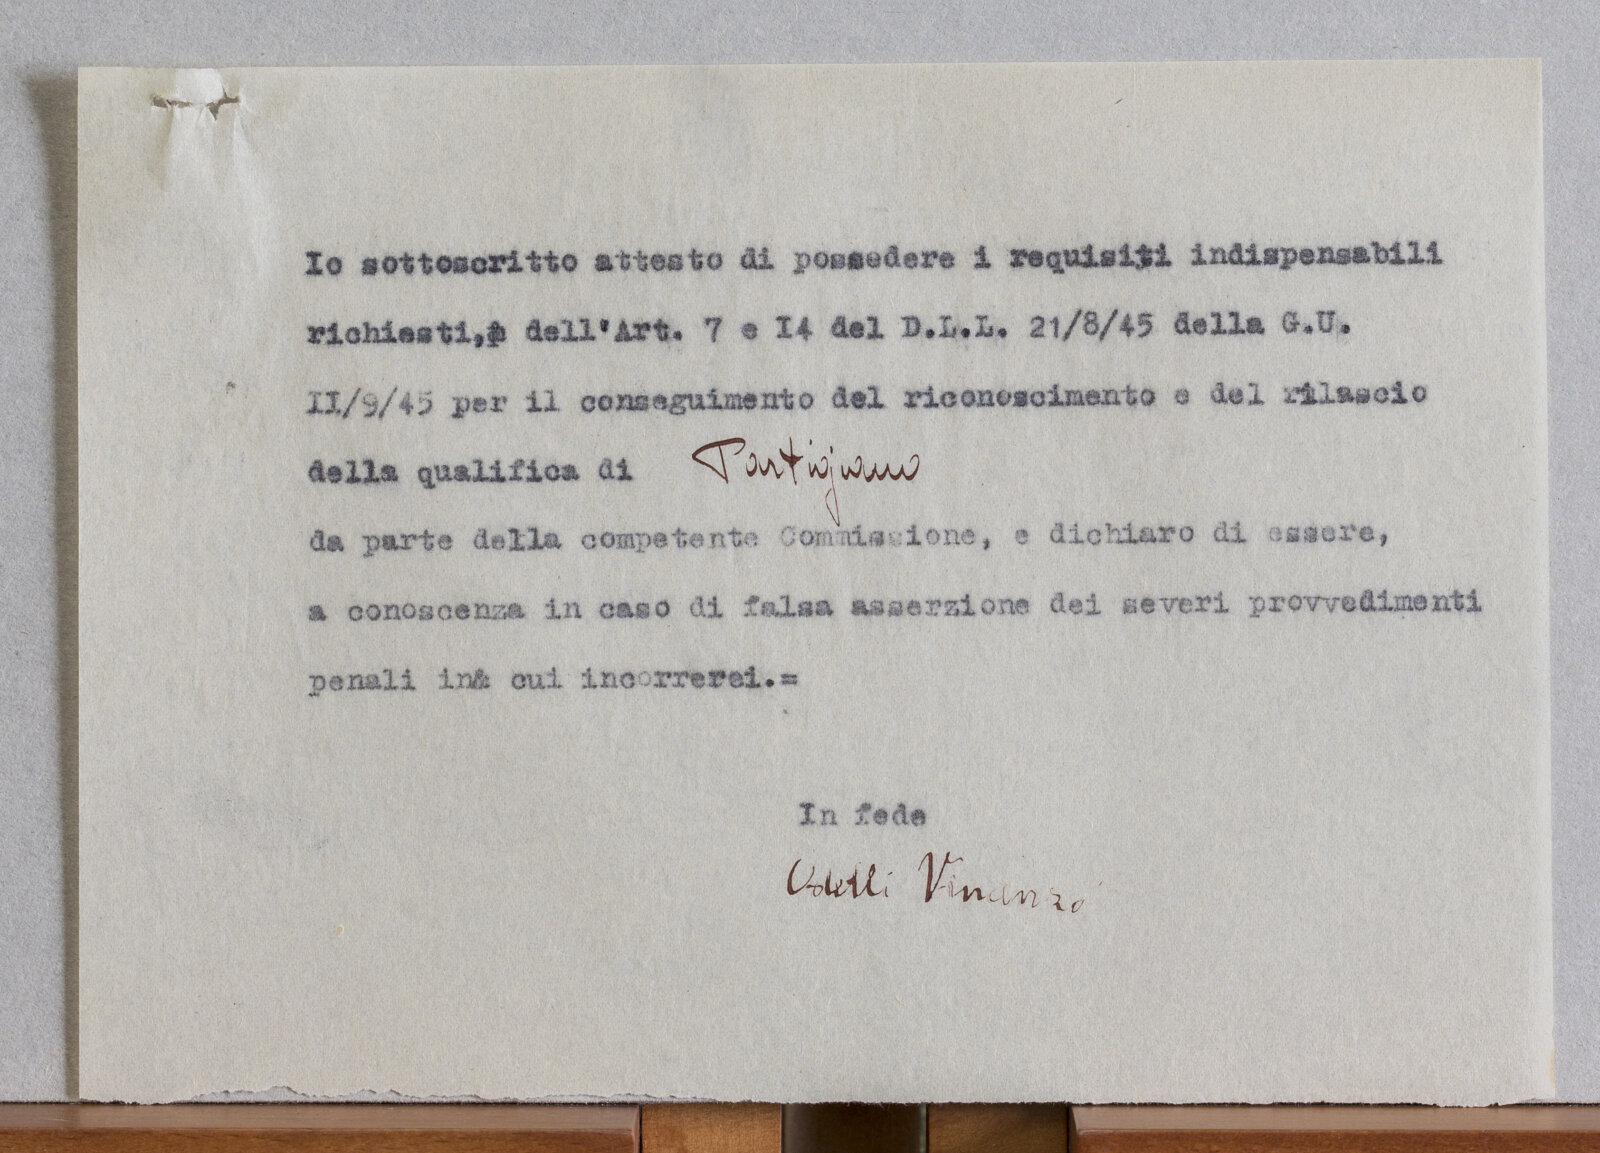 Io sottoscritto attesto di possedere i requisiti indispensabili
richiesti, dell'Art. 7 e I4 del D.L.L. 21/8/45 della G.U.
II/9/45 per il conseguimento del riconoscimento e del rilascio
della qualifica di Partigiano
da parte della competente Commissione, e dichiaro di essere,
a conoscenza in caso di falsa asserzione dei severi provvedimenti
penali in cui incorrerei.=
In fede
Odelli Vinanzo